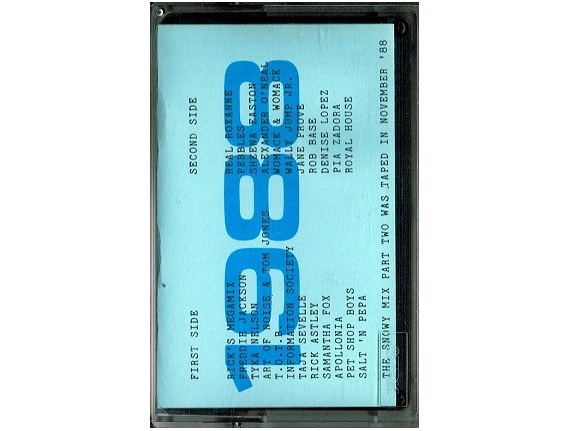 1988
FIRST SIDE
RICK'S MEGAMIX
FREDDIE JACKSON
TYKA NELSON
ART OF NOISE & TOM JONES
T.O.T.B.
INFORMATION SOCIETY
TAJA SEVELLE
RICK ASTLEY
SAMANTHA FOX
APOLLONIA
PET SHOP BOYS
SALT 'N PEPA
SECOND SIDE
REAL ROXANNE
PEBBLES
SHEENA EASTON
ALEXANDER O'NEAL
WOMACK & WOMACK
WALLY JUMP JR.
JANE PROVE
ROB BASE
DENISE LOPEZ
PIA ZADORA
ROYAL HOUSE
THE SNOWY MIX PART TWO WAS TAPED IN NOVEMBER '88